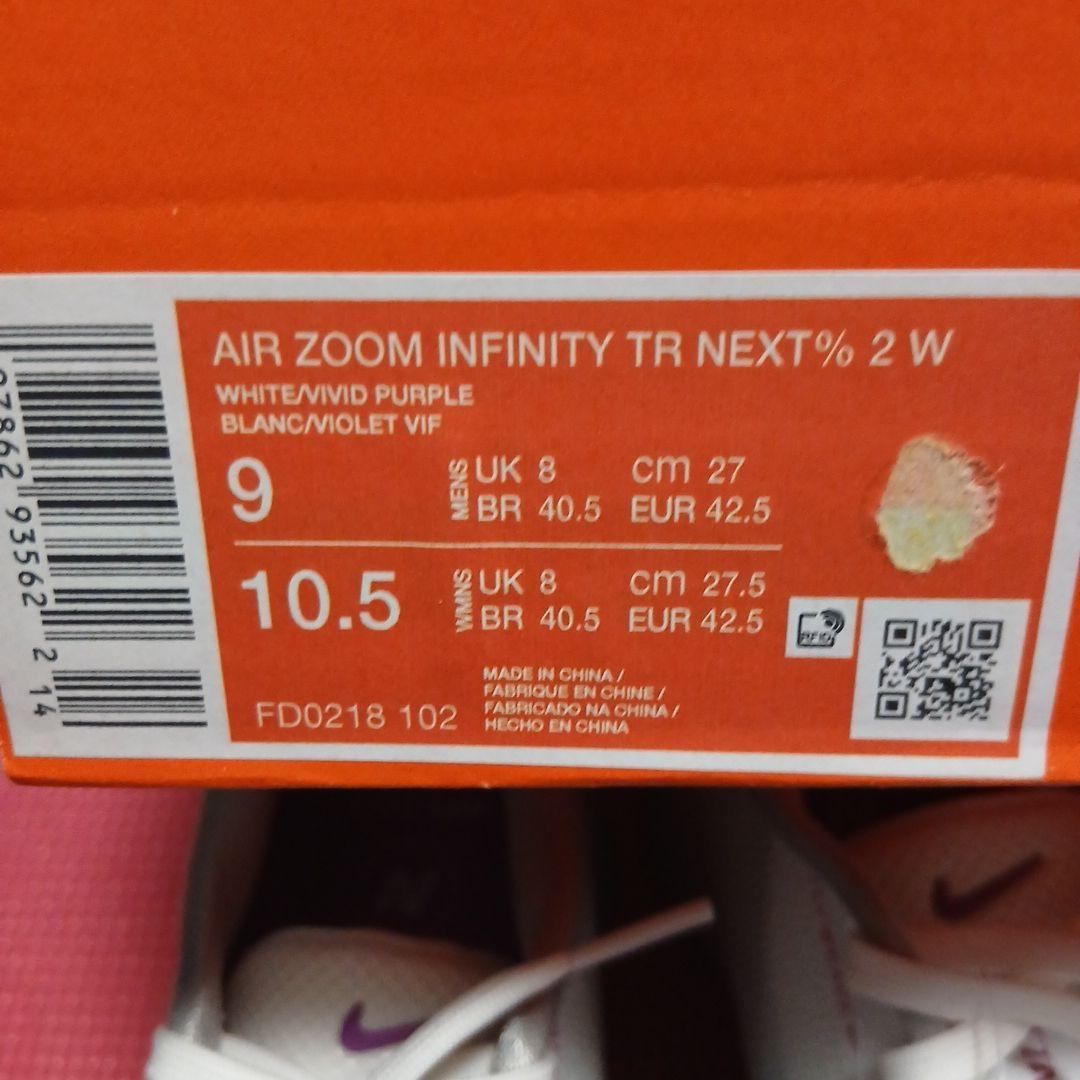 AIR ZOOM INFINITY TR NEXT% 2 W
WHITE/VIVID PURPLE
BLANC/VIOLET VIF
9
MENS
UK 8 cm 27
BR 40.5 EUR 42.5
10.5
WMNS
UK 8 cm 27.5
BR 40.5 EUR 42.5
FD0218 102
MADE IN CHINA /
FABRIQUE EN CHINE /
FABRICADO NA CHINA /
HECHO EN CHINA
RFID
93562 2 14